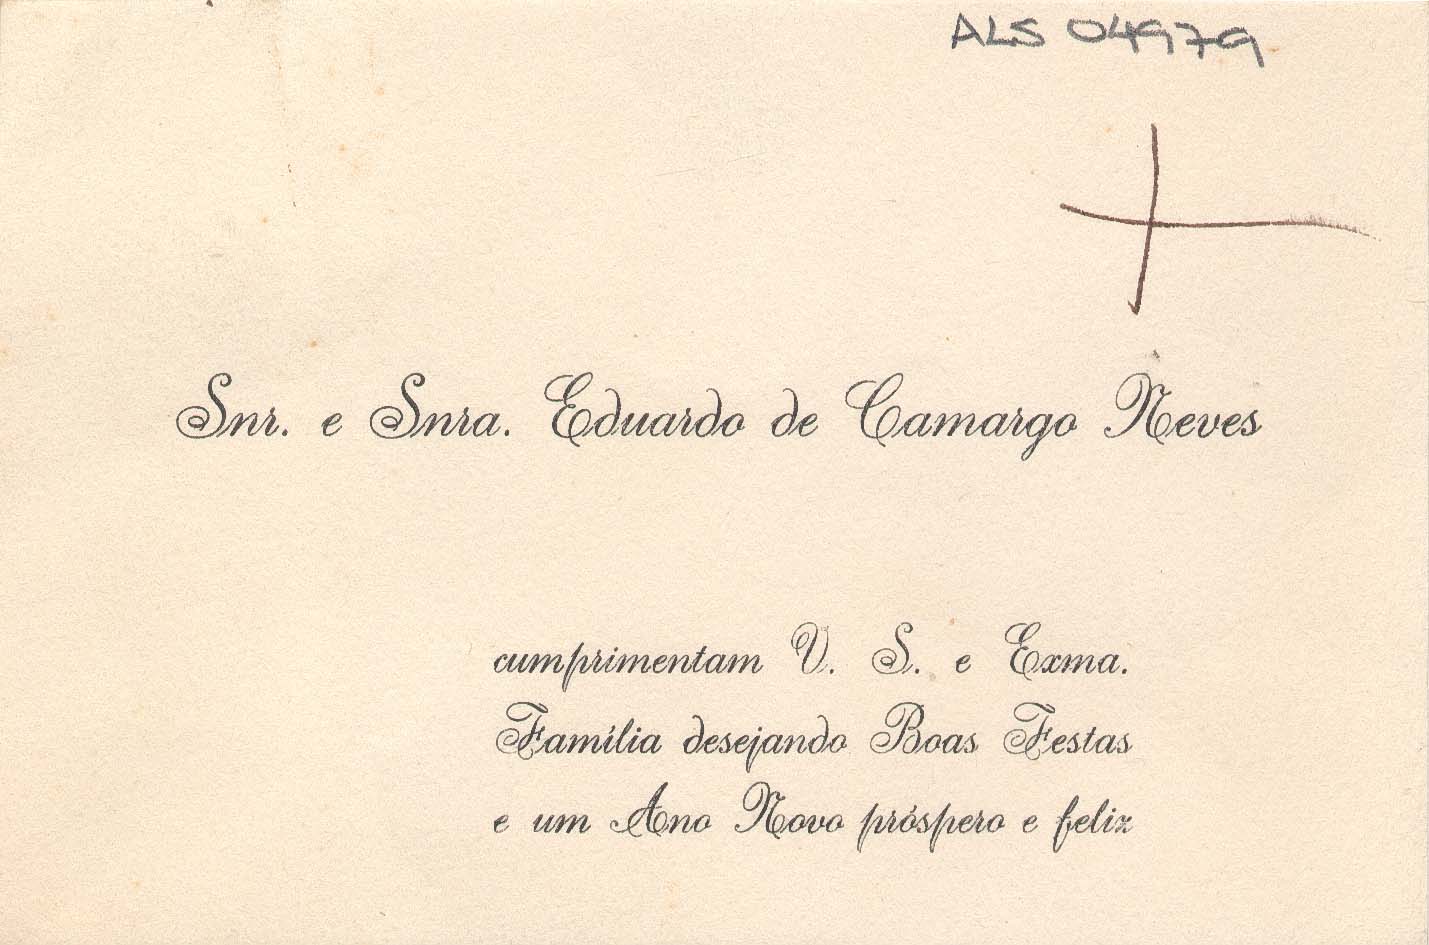 ALS 04979
Snr. e Snra. Eduardo de Camargo Neves
cumprimentam V. S. e Exma.
Família desejando Boas Festas
e um Ano Novo próspero e feliz